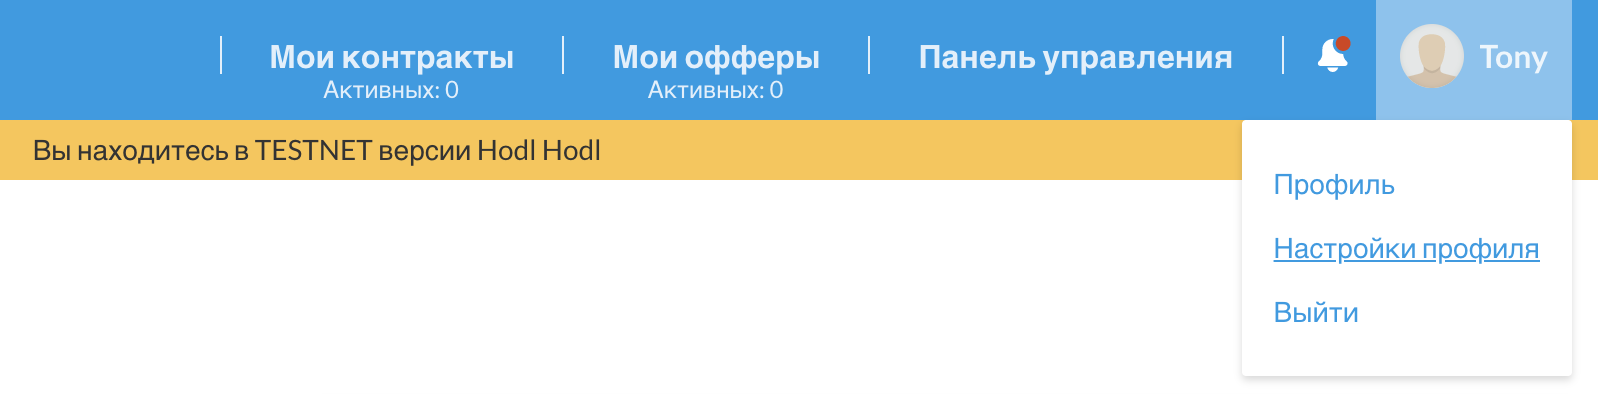 Мои контракты
Активных: 0
Мои офферы
Активных: 0
Панель управления
Tony
Вы находитесь в TESTNET версии Hodl Hodl
Профиль
Настройки профиля
Выйти